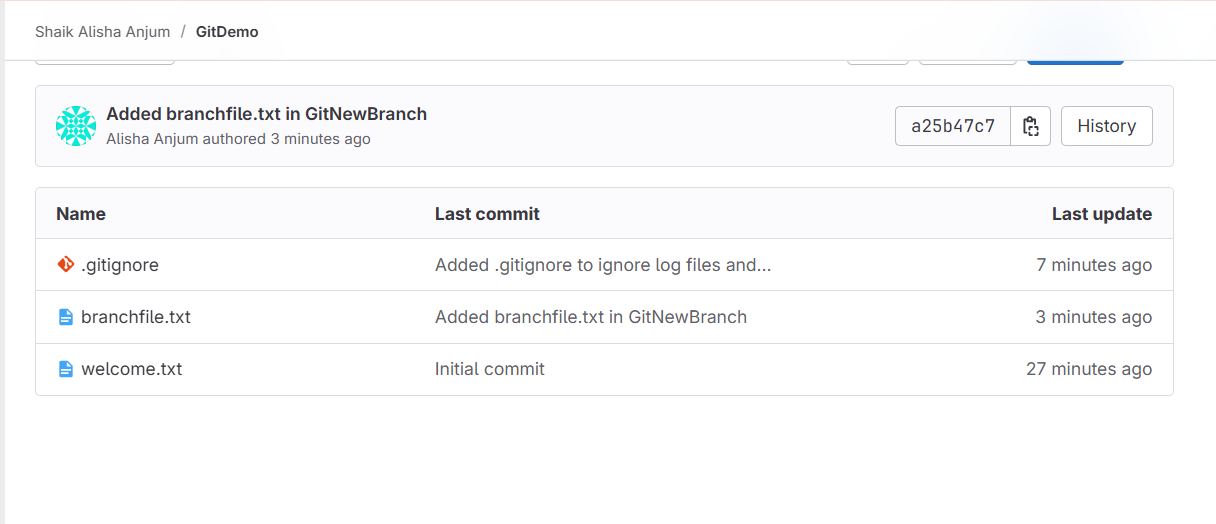 Shaik Alisha Anjum / GitDemo
Added branchfile.txt in GitNewBranch
Alisha Anjum authored 3 minutes ago
a25b47c7
History
Name Last commit Last update
.gitignore Added .gitignore to ignore log files and... 7 minutes ago
branchfile.txt Added branchfile.txt in GitNewBranch 3 minutes ago
welcome.txt Initial commit 27 minutes ago